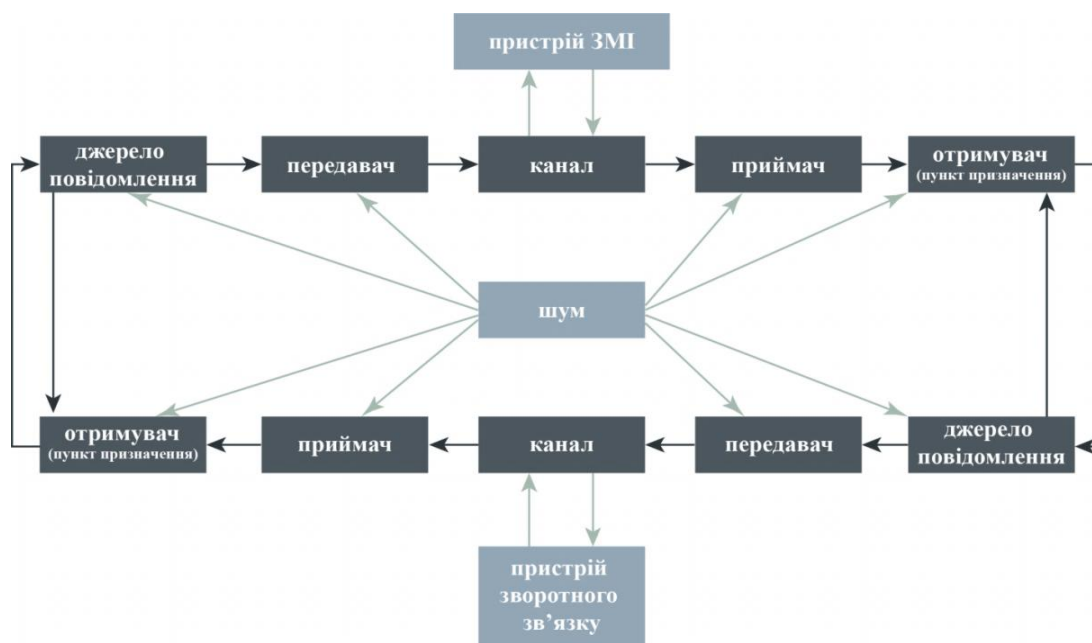 пристрій ЗМІ
джерело
повідомлення
передавач
канал
приймач
отримувач
(пункт призначення)
шум
отримувач
(пункт призначення)
приймач
канал
передавач
джерело
повідомлення
пристрій
зворотного
зв’язку